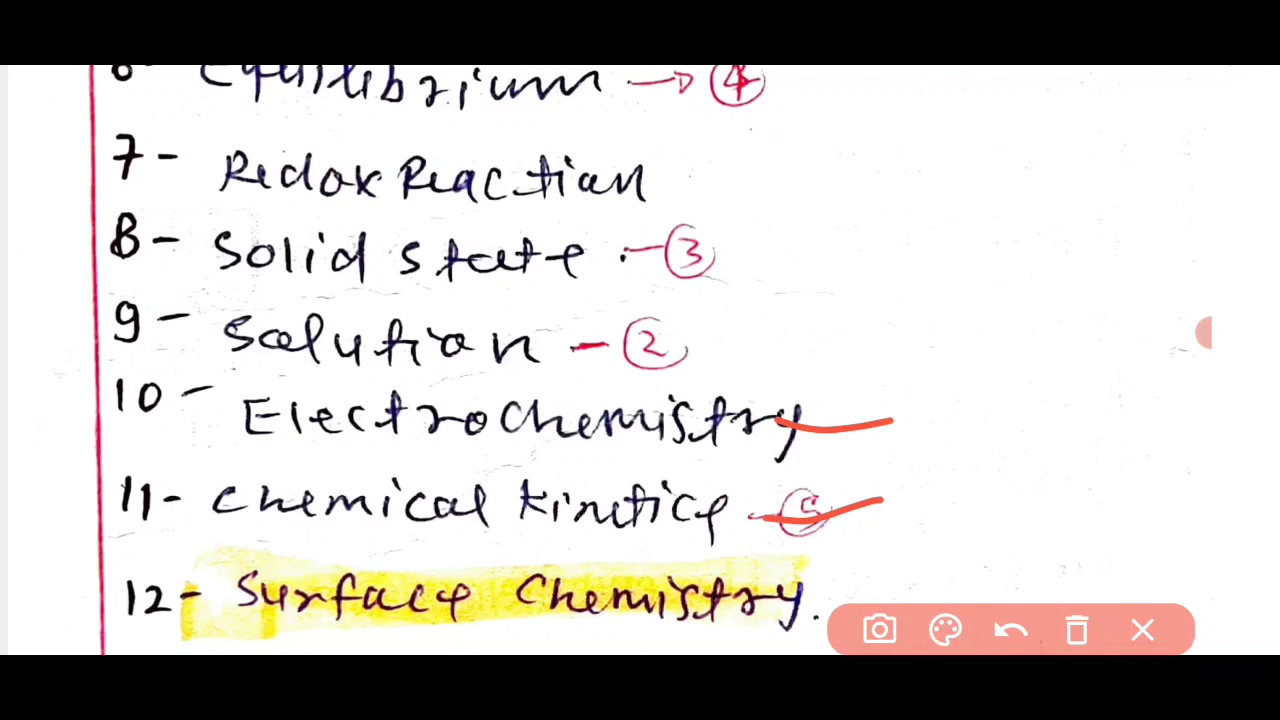 Equilibrium → 4
7- Redox Reaction
8- Solid state .- 3
9- Solution - 2
10- Electrochemistry
11- Chemical kinetics -
12- Surface Chemistry.